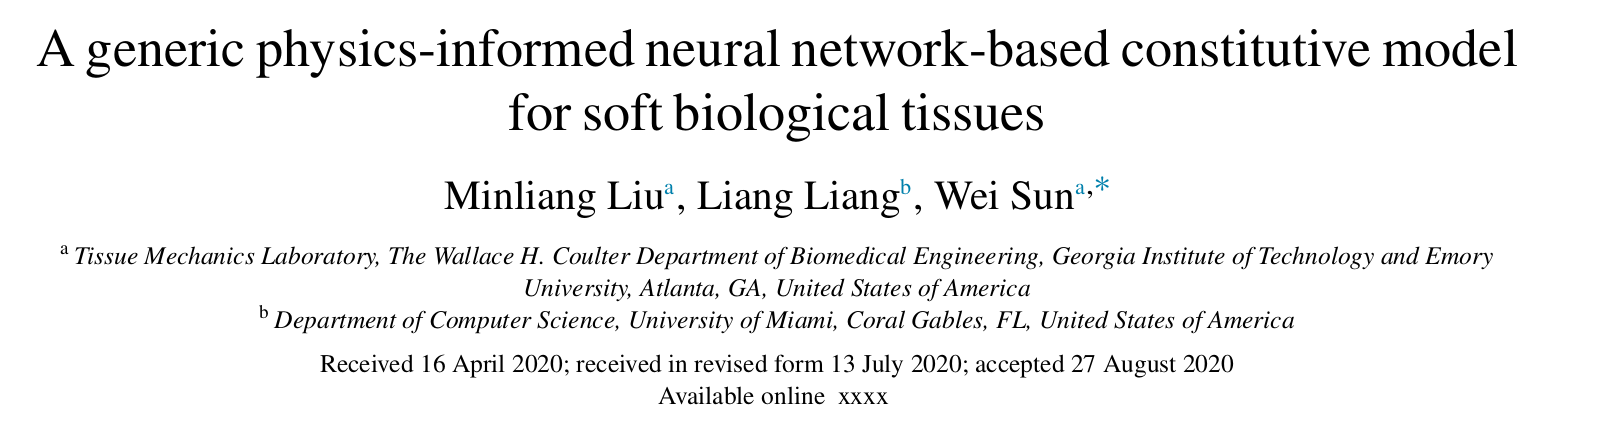 A generic physics-informed neural network-based constitutive model
for soft biological tissues
Minliang Liuᵃ, Liang Liangᵇ, Wei Sunᵃ,*
ᵃ Tissue Mechanics Laboratory, The Wallace H. Coulter Department of Biomedical Engineering, Georgia Institute of Technology and Emory
University, Atlanta, GA, United States of America
ᵇ Department of Computer Science, University of Miami, Coral Gables, FL, United States of America
Received 16 April 2020; received in revised form 13 July 2020; accepted 27 August 2020
Available online xxxx